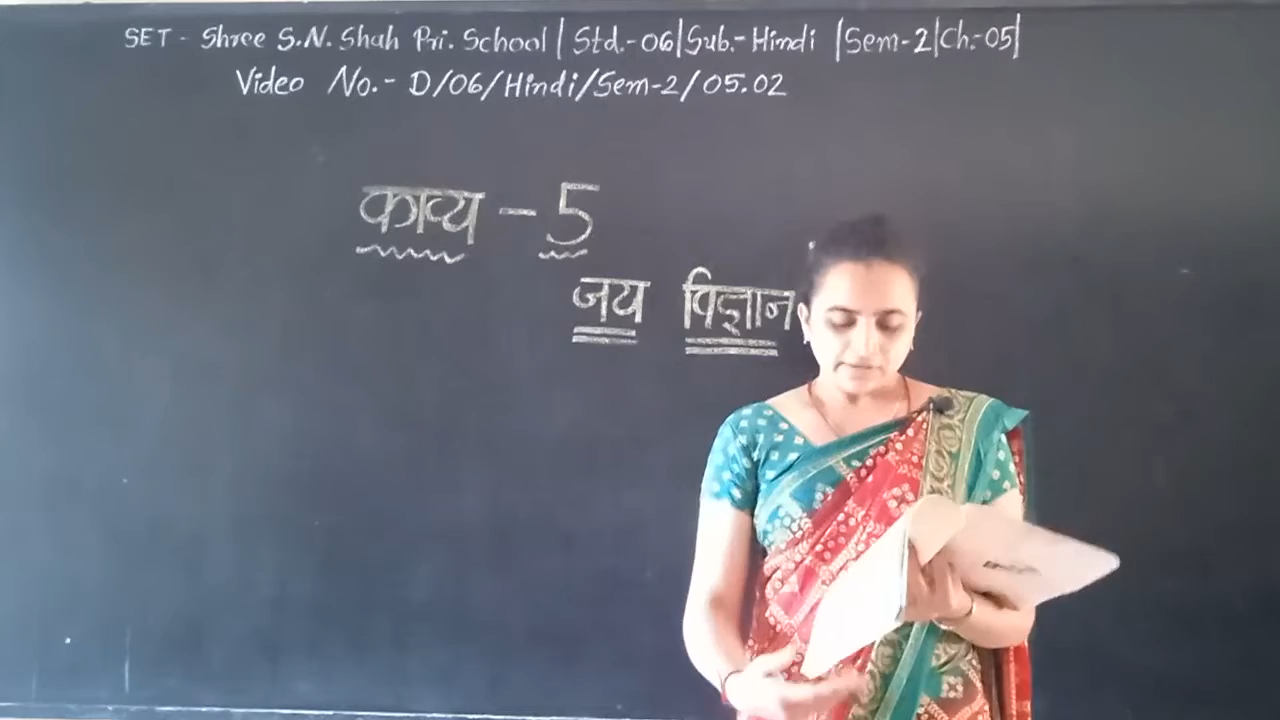 SET - Shree S.N. Shah Pri. School | Std.-06 | Sub.- Hindi | Sem-2 | Ch.-05 |
Video No.- D/06/Hindi/Sem-2/05.02
काव्य - 5
जय विज्ञान